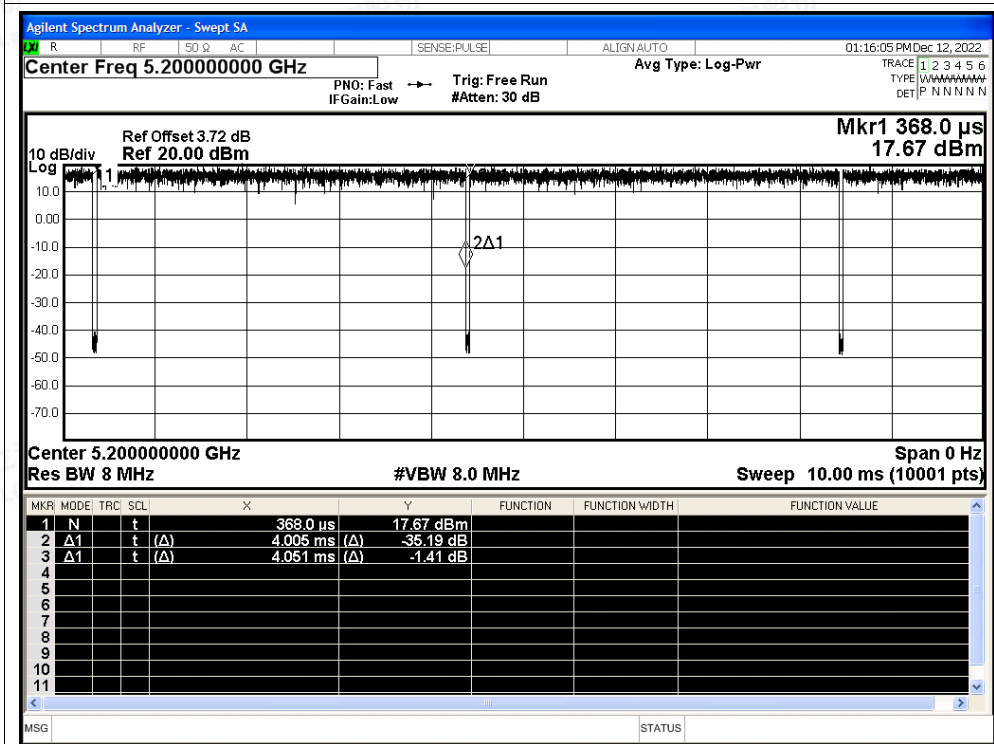 Agilent Spectrum Analyzer - Swept SA
LXI R RF 50 Ω AC SENSE:PULSE ALIGN AUTO 01:16:05 PM Dec 12, 2022
Center Freq 5.200000000 GHz
PNO: Fast
IFGain:Low
Trig: Free Run
#Atten: 30 dB
Avg Type: Log-Pwr
TRACE 1 2 3 4 5 6
TYPE W
DET P N N N N N
Mkr1 368.0 µs
17.67 dBm
Ref Offset 3.72 dB
10 dB/div Ref 20.00 dBm
Log
1
10.0
0.00
2Δ1
-10.0
-20.0
-30.0
-40.0
-50.0
-60.0
-70.0
Center 5.200000000 GHz Span 0 Hz
Res BW 8 MHz #VBW 8.0 MHz Sweep 10.00 ms (10001 pts)
MKR MODE TRC SCL X Y FUNCTION FUNCTION WIDTH FUNCTION VALUE
1 N t 368.0 µs 17.67 dBm
2 Δ1 t (Δ) 4.005 ms (Δ) -35.19 dB
3 Δ1 t (Δ) 4.051 ms (Δ) -1.41 dB
4
5
6
7
8
9
10
11
MSG STATUS